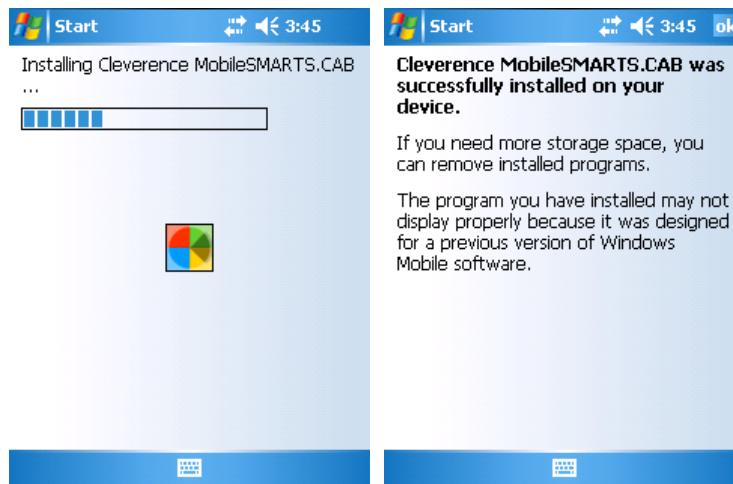 Start 3:45
Installing Cleverence MobileSMARTS.CAB
...
Start 3:45 ok
Cleverence MobileSMARTS.CAB was
successfully installed on your
device.
If you need more storage space, you
can remove installed programs.
The program you have installed may not
display properly because it was designed
for a previous version of Windows
Mobile software.